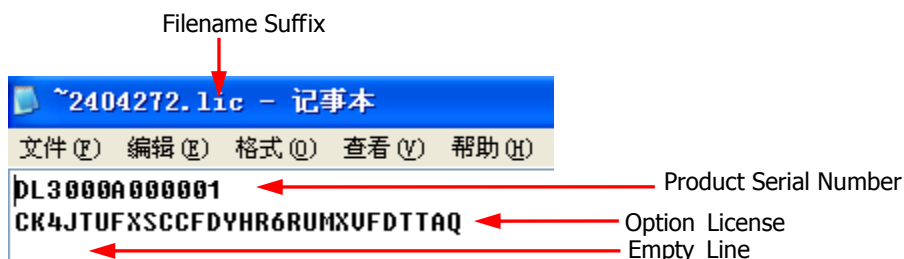 Filename Suffix
~2404272.lic - 记事本
文件(F) 编辑(E) 格式(O) 查看(V) 帮助(H)
DL3000A000001 Product Serial Number
CK4JTUFXSCCFDYHR6RUMXVFDTTAQ Option License
Empty Line